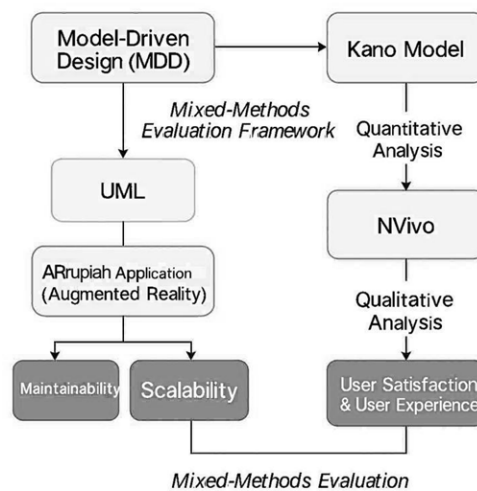 Model-Driven
Design (MDD)
Kano Model
Mixed-Methods
Evaluation Framework
Quantitative
Analysis
UML
NVivo
ARrupiah Application
(Augmented Reality)
Qualitative
Analysis
Maintainability
Scalability
User Satisfaction
& User Experience
Mixed-Methods Evaluation